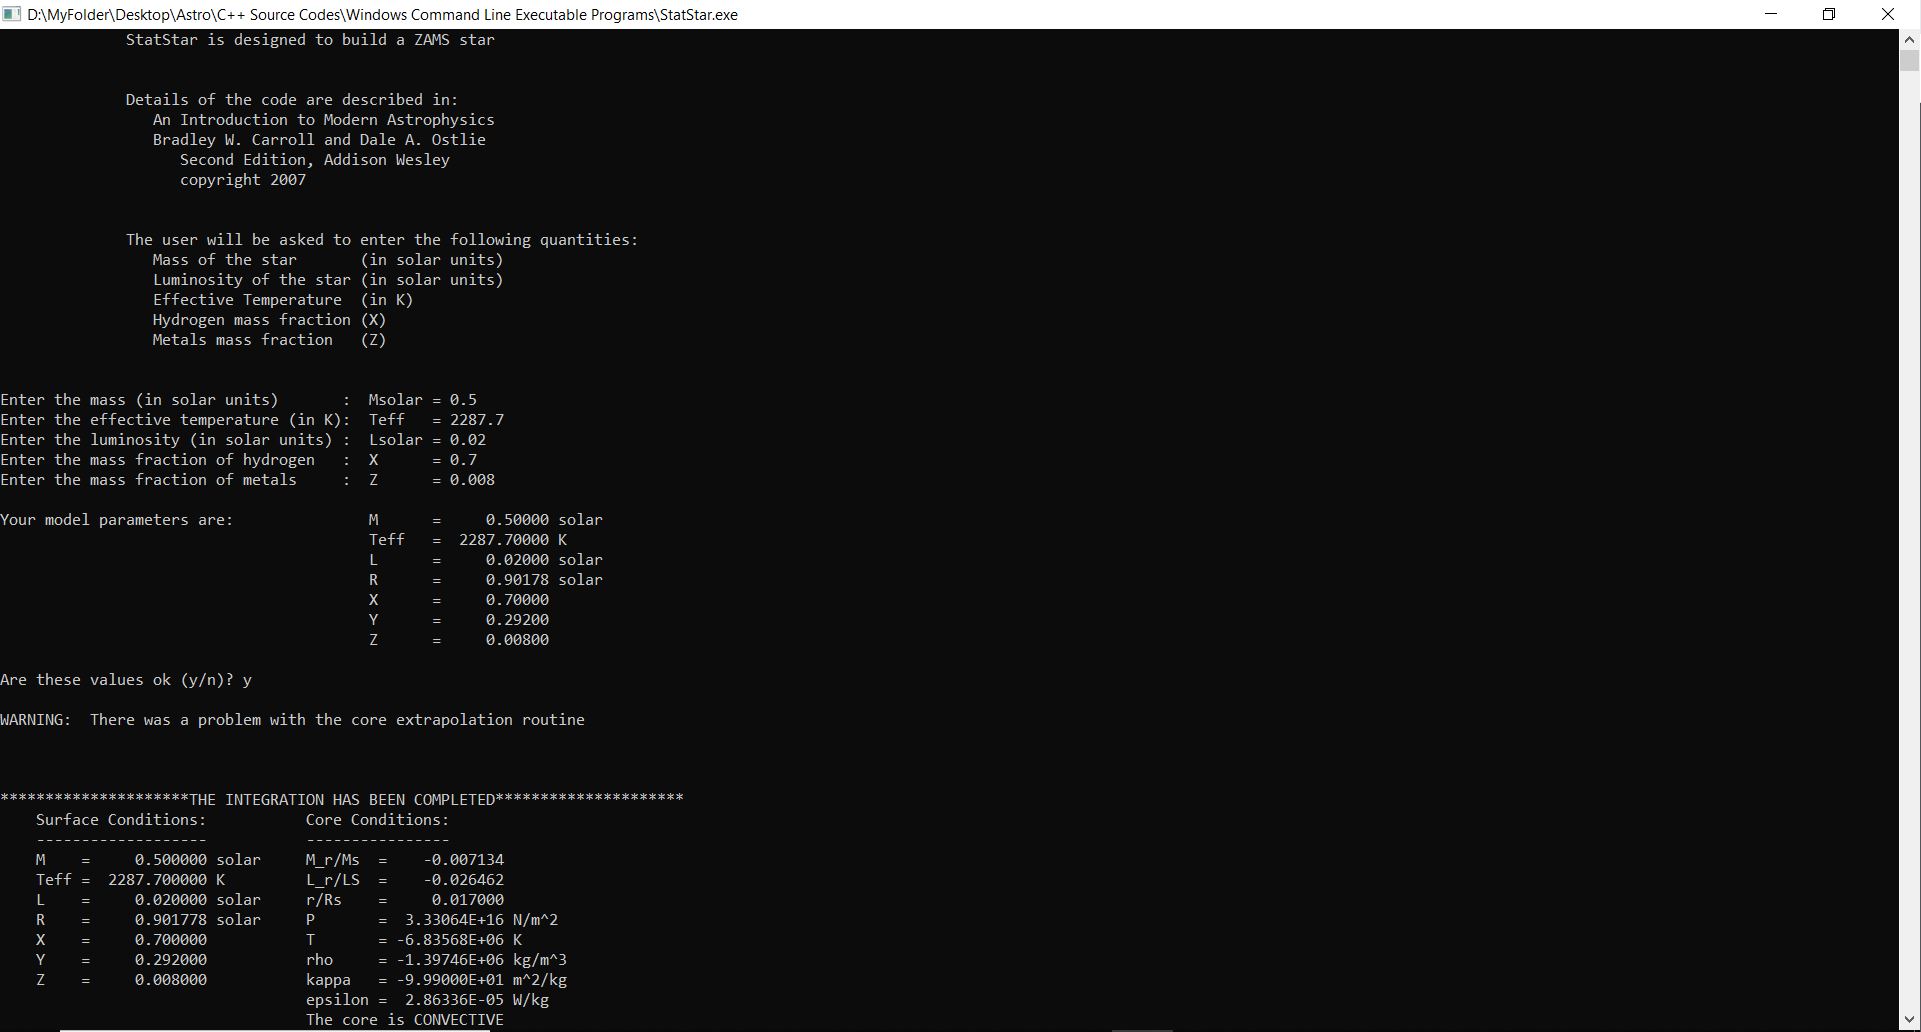 D:\MyFolder\Desktop\Astro\C++ Source Codes\Windows Command Line Executable Programs\StatStar.exe
StatStar is designed to build a ZAMS star
Details of the code are described in:
An Introduction to Modern Astrophysics
Bradley W. Carroll and Dale A. Ostlie
Second Edition, Addison Wesley
copyright 2007
The user will be asked to enter the following quantities:
Mass of the star       (in solar units)
Luminosity of the star (in solar units)
Effective Temperature  (in K)
Hydrogen mass fraction (X)
Metals mass fraction   (Z)
Enter the mass (in solar units)       :  Msolar = 0.5
Enter the effective temperature (in K):  Teff   = 2287.7
Enter the luminosity (in solar units) :  Lsolar = 0.02
Enter the mass fraction of hydrogen   :  X      = 0.7
Enter the mass fraction of metals     :  Z      = 0.008
Your model parameters are:               M      =     0.50000 solar
Teff   =  2287.70000 K
L      =     0.02000 solar
R      =     0.90178 solar
X      =     0.70000
Y      =     0.29200
Z      =     0.00800
Are these values ok (y/n)? y
WARNING:  There was a problem with the core extrapolation routine
*********************THE INTEGRATION HAS BEEN COMPLETED*********************
Surface Conditions:           Core Conditions:
-------------------           ----------------
M    =     0.500000 solar     M_r/Ms  =    -0.007134
Teff =  2287.700000 K         L_r/LS  =    -0.026462
L    =     0.020000 solar     r/Rs    =     0.017000
R    =     0.901778 solar     P       =  3.33064E+16 N/m^2
X    =     0.700000           T       = -6.83568E+06 K
Y    =     0.292000           rho     = -1.39746E+06 kg/m^3
Z    =     0.008000           kappa   = -9.99000E+01 m^2/kg
epsilon =  2.86336E-05 W/kg
The core is CONVECTIVE